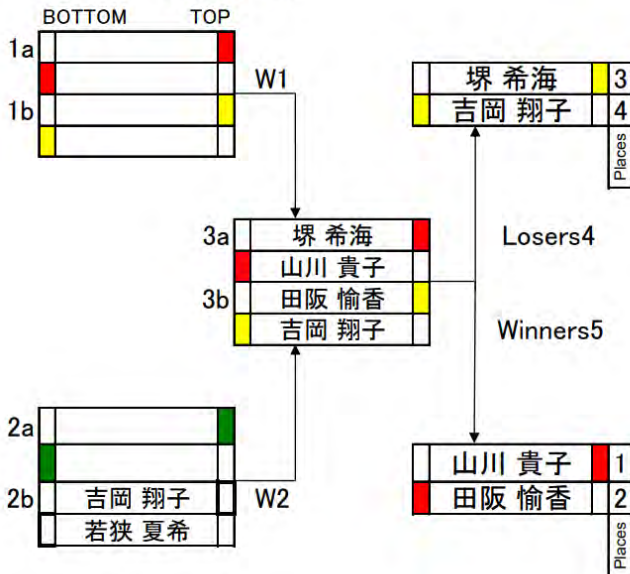 BOTTOM TOP
1a
1b
W1
堺 希海 3
吉岡 翔子 4
Places
3a 堺 希海
山川 貴子
3b 田阪 愉香
吉岡 翔子
Losers4
Winners5
2a
2b 吉岡 翔子
若狭 夏希
W2
山川 貴子 1
田阪 愉香 2
Places